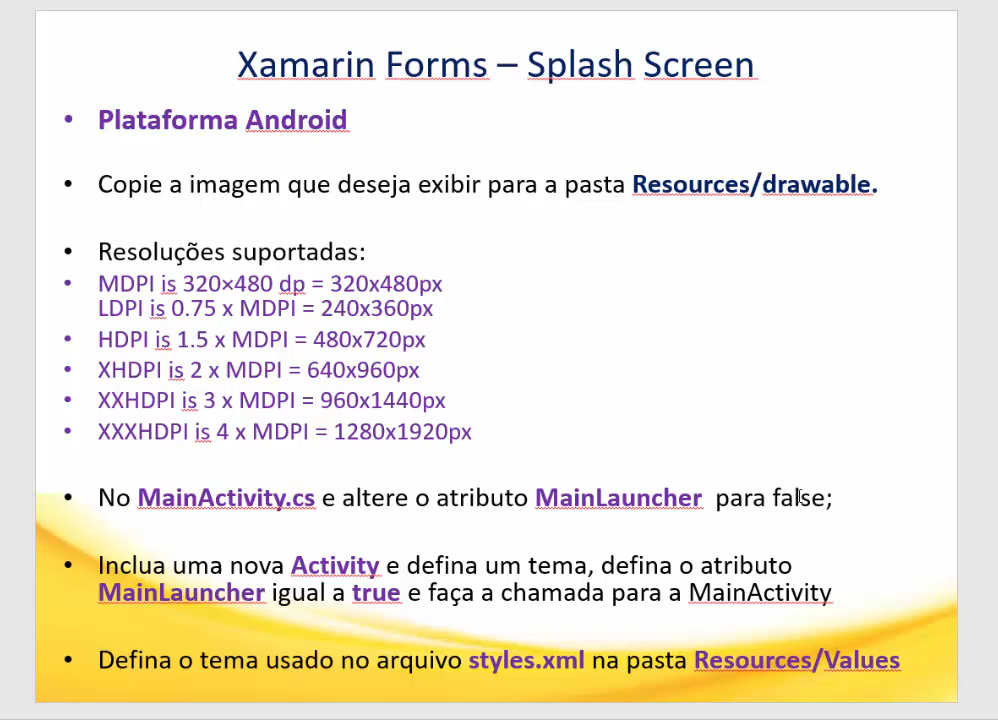 Xamarin Forms – Splash Screen
• Plataforma Android
• Copie a imagem que deseja exibir para a pasta Resources/drawable.
• Resoluções suportadas:
• MDPI is 320×480 dp = 320x480px
LDPI is 0.75 x MDPI = 240x360px
• HDPI is 1.5 x MDPI = 480x720px
• XHDPI is 2 x MDPI = 640x960px
• XXHDPI is 3 x MDPI = 960x1440px
• XXXHDPI is 4 x MDPI = 1280x1920px
• No MainActivity.cs e altere o atributo MainLauncher para false;
• Inclua uma nova Activity e defina um tema, defina o atributo
MainLauncher igual a true e faça a chamada para a MainActivity
• Defina o tema usado no arquivo styles.xml na pasta Resources/Values